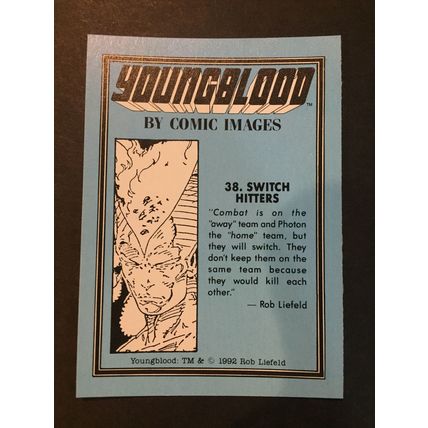 YOUNGBLOOD™
BY COMIC IMAGES
38. SWITCH
HITTERS
"Combat is on the
"away" team and Photon
the "home" team, but
they will switch. They
don't keep them on the
same team because
they would kill each
other."
— Rob Liefeld
Youngblood: TM & © 1992 Rob Liefeld